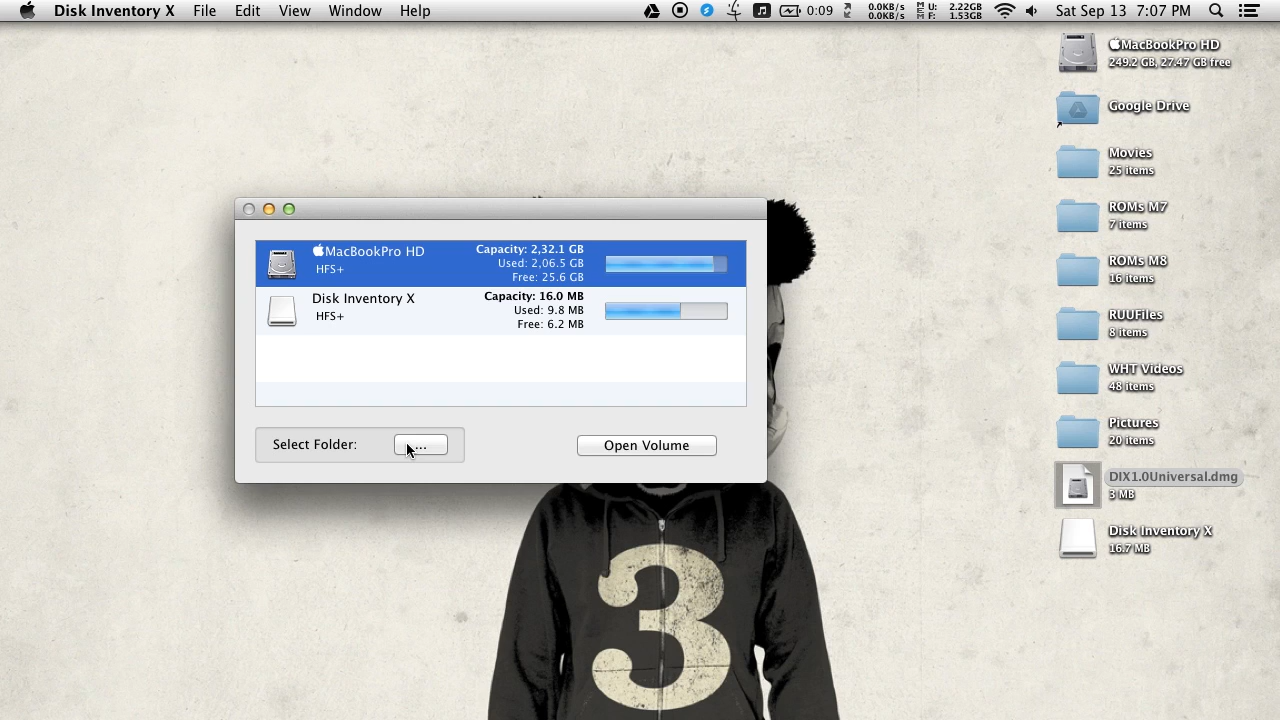 Disk Inventory X File Edit View Window Help 0:09 0.0KB/s 0.0KB/s M U: 2.22GB M F: 1.53GB Sat Sep 13 7:07 PM
MacBookPro HD
249.2 GB, 27.47 GB free
Google Drive
Movies
25 items
ROMs M7
7 items
ROMs M8
16 items
RUUFiles
8 items
WHT Videos
48 items
Pictures
20 items
DIX1.0Universal.dmg
3 MB
Disk Inventory X
16.7 MB
MacBookPro HD
HFS+
Capacity: 2,32.1 GB
Used: 2,06.5 GB
Free: 25.6 GB
Disk Inventory X
HFS+
Capacity: 16.0 MB
Used: 9.8 MB
Free: 6.2 MB
Select Folder: ... Open Volume
3